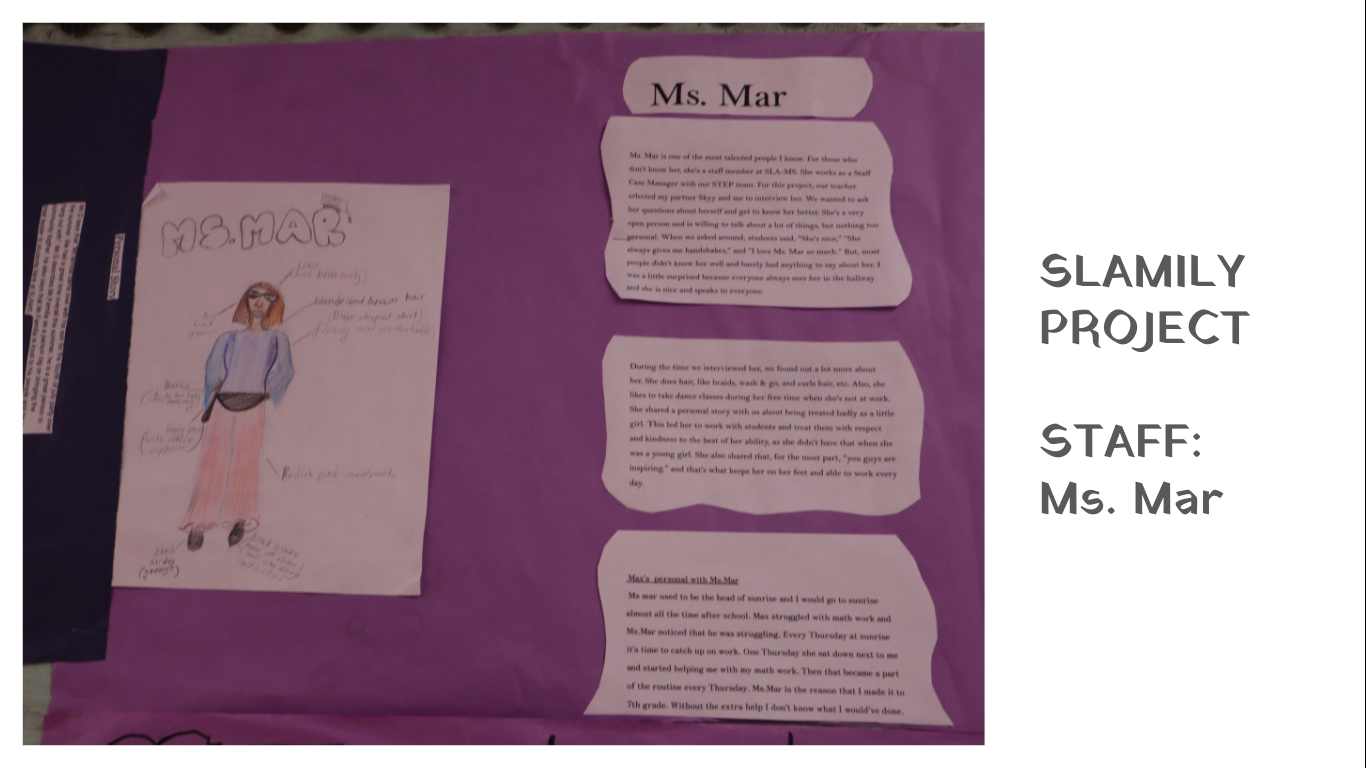 Ms. Mar
Ms. Mar is one of the most talented people I know. For those who
don't know her, she's a staff member at SLA-MS. She works as a Staff
Case Manager with our STEP team. For this project, our teacher
selected my partner Skyy and me to interview her. We wanted to ask
her questions about herself and get to know her better. She's a very
open person and is willing to talk about a lot of things, but nothing too
personal. When we asked around, students said, "She's nice," "She
always gives me handshakes," and "I love Ms. Mar so much." But, most
people didn't know her well and barely had anything to say about her. I
was a little surprised because everyone always sees her in the hallway
and she is nice and speaks to everyone.
During the time we interviewed her, we found out a lot more about
her. She does hair, like braids, wash & go, and curls hair, etc. Also, she
likes to take dance classes during her free time when she's not at work.
She shared a personal story with us about being treated badly as a little
girl. This led her to work with students and treat them with respect
and kindness to the best of her ability, as she didn't have that when she
was a young girl. She also shared that, for the most part, "you guys are
inspiring," and that's what keeps her on her feet and able to work every
day.
Max's personal with Ms.Mar
Ms mar used to be the head of sunrise and I would go to sunrise
almost all the time after school. Max struggled with math work and
Ms.Mar noticed that he was struggling. Every Thursday at sunrise
it's time to catch up on work. One Thursday she sat down next to me
and started helping me with my math work. Then that became a part
of the routine every Thursday. Ms.Mar is the reason that I made it to
7th grade. Without the extra help I don't know what I would've done.
MS.MAR
blonde and brown hair
(Blue striped shirt)
Personal Story
SLAMILY
PROJECT
STAFF:
Ms. Mar